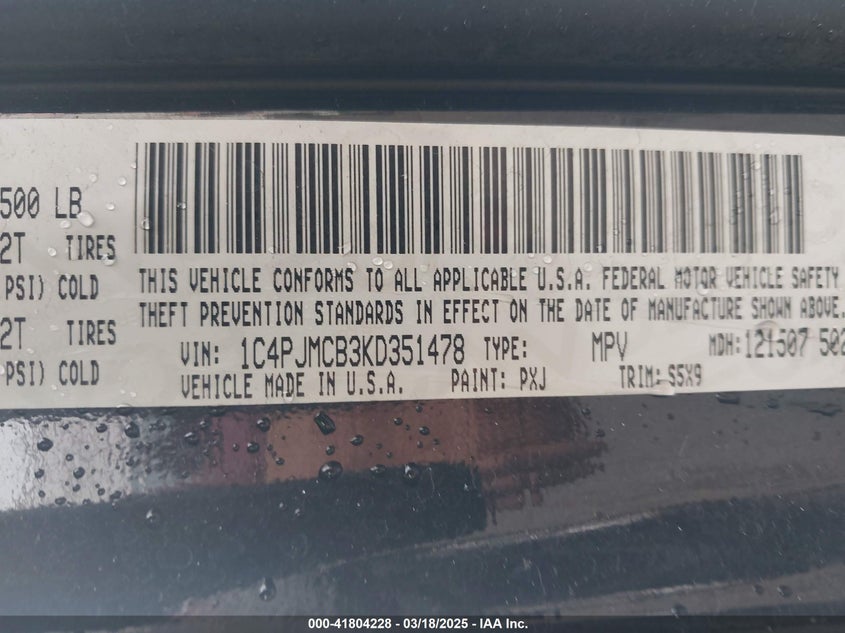 500 LB
2T TIRES
PSI) COLD
2T TIRES
PSI) COLD
THIS VEHICLE CONFORMS TO ALL APPLICABLE U.S.A. FEDERAL MOTOR VEHICLE SAFETY
THEFT PREVENTION STANDARDS IN EFFECT ON THE DATE OF MANUFACTURE SHOWN ABOVE.
VIN: 1C4PJMCB3KD351478 TYPE: MPV MDH: 121507 502
VEHICLE MADE IN U.S.A. PAINT: PXJ TRIM: S5X9
000-41804228 - 03/18/2025 - IAA Inc.